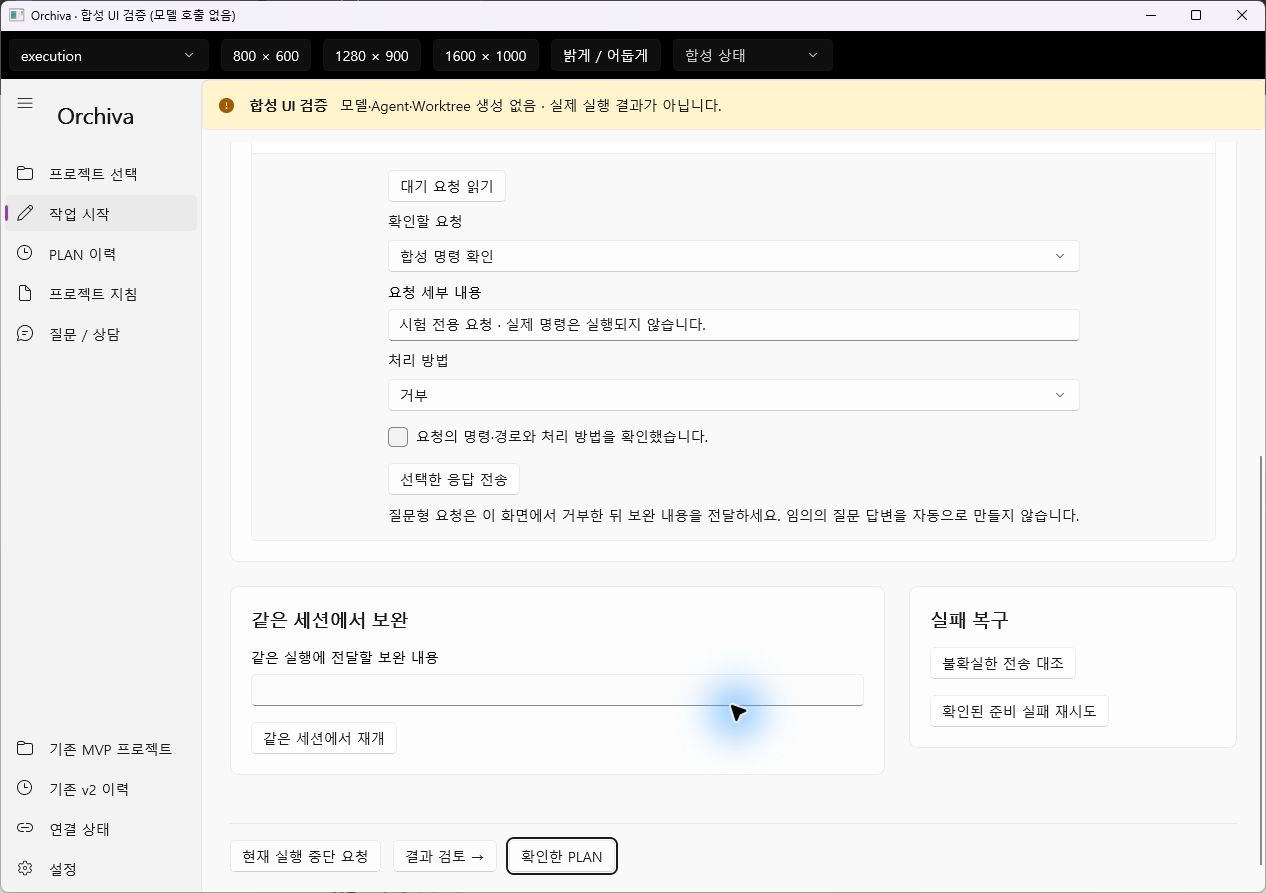 Orchiva · 합성 UI 검증 (모델 호출 없음)
execution
800 × 600
1280 × 900
1600 × 1000
밝게 / 어둡게
합성 상태
Orchiva
프로젝트 선택
작업 시작
PLAN 이력
프로젝트 지침
질문 / 상담
기존 MVP 프로젝트
기존 v2 이력
연결 상태
설정
합성 UI 검증 모델·Agent·Worktree 생성 없음 · 실제 실행 결과가 아닙니다.
대기 요청 읽기
확인할 요청
합성 명령 확인
요청 세부 내용
시험 전용 요청 · 실제 명령은 실행되지 않습니다.
처리 방법
거부
요청의 명령·경로와 처리 방법을 확인했습니다.
선택한 응답 전송
질문형 요청은 이 화면에서 거부한 뒤 보완 내용을 전달하세요. 임의의 질문 답변을 자동으로 만들지 않습니다.
같은 세션에서 보완
같은 실행에 전달할 보완 내용
같은 세션에서 재개
실패 복구
불확실한 전송 대조
확인된 준비 실패 재시도
현재 실행 중단 요청
결과 검토 →
확인한 PLAN